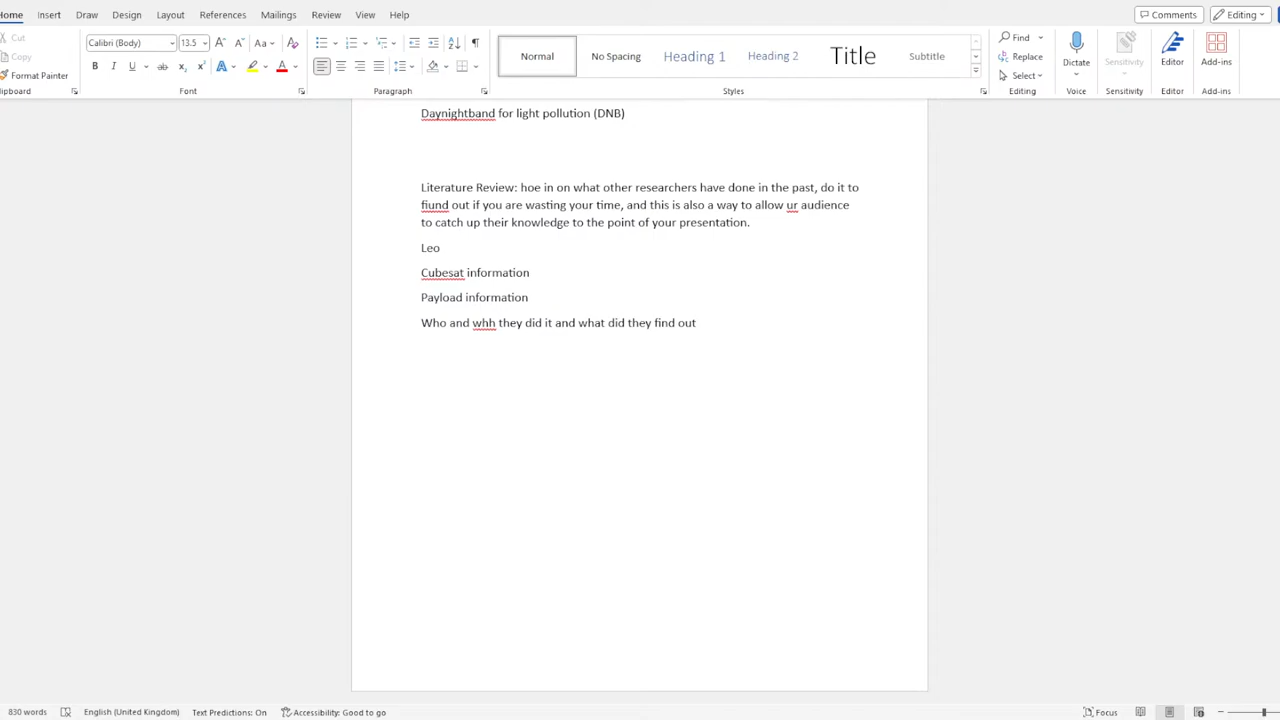 Home Insert Draw Design Layout References Mailings Review View Help Comments Editing
Cut Calibri (Body) 13.5 Aa Find
Copy Normal No Spacing Heading 1 Heading 2 Title Subtitle Replace Dictate Sensitivity Editor Add-ins
Format Painter B I U ab x₂ x² A A Select
lipboard Font Paragraph Styles Editing Voice Sensitivity Editor Add-ins
Daynightband for light pollution (DNB)
Literature Review: hoe in on what other researchers have done in the past, do it to
fiund out if you are wasting your time, and this is also a way to allow ur audience
to catch up their knowledge to the point of your presentation.
Leo
Cubesat information
Payload information
Who and whh they did it and what did they find out
830 words English (United Kingdom) Text Predictions: On Accessibility: Good to go Focus